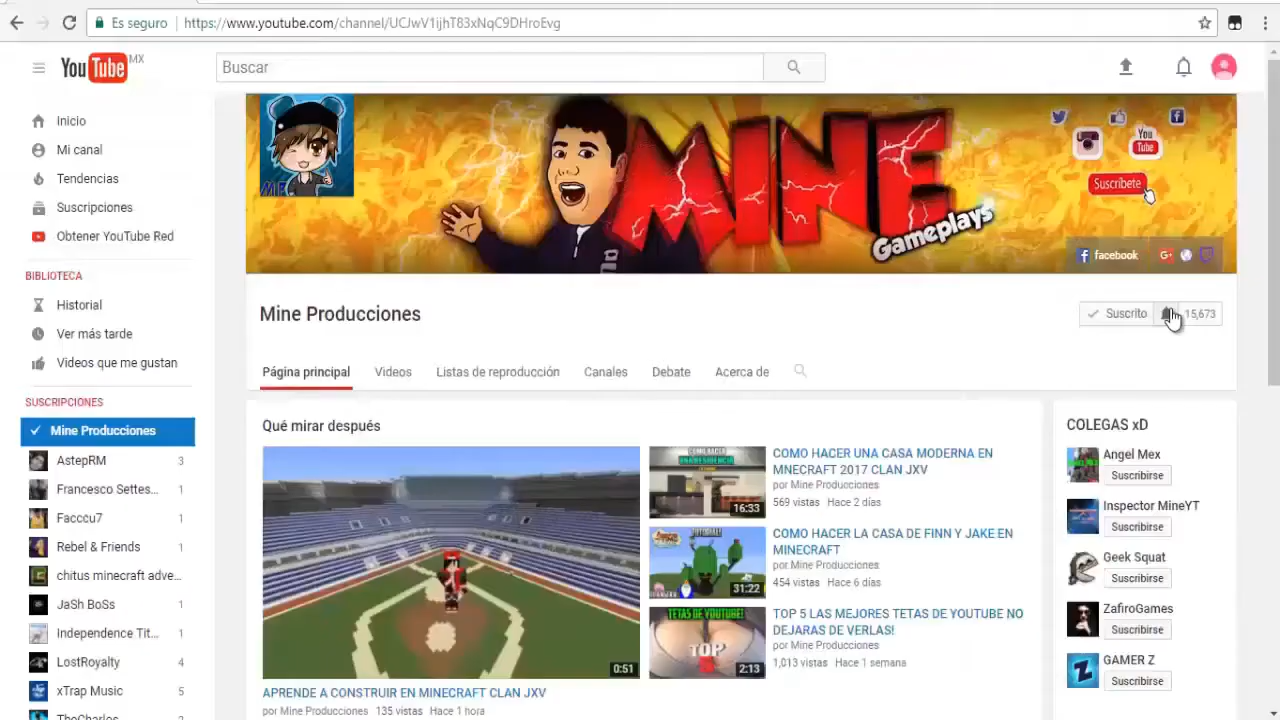 Es seguro
https://www.youtube.com/channel/UCJwV1ijhT83xNqC9DHroEvg
YouTube MX
Buscar
Inicio
Mi canal
Tendencias
Suscripciones
Obtener YouTube Red
BIBLIOTECA
Historial
Ver más tarde
Videos que me gustan
SUSCRIPCIONES
Mine Producciones
AstepRM 3
Francesco Settes... 1
Facccu7 1
Rebel & Friends 1
chitus minecraft adve...
JaSh BoSs 1
Independence Tit... 1
LostRoyalty 4
xTrap Music 5
TheCharlos
MINE
Gameplays
You
Tube
Suscríbete
facebook
Mine Producciones
Suscrito 15,673
Página principal
Videos
Listas de reproducción
Canales
Debate
Acerca de
Qué mirar después
0:51
APRENDE A CONSTRUIR EN MINECRAFT CLAN JXV
por Mine Producciones 135 vistas Hace 1 hora
16:33
COMO HACER UNA CASA MODERNA EN
MNECRAFT 2017 CLAN JXV
por Mine Producciones
569 vistas Hace 2 días
31:22
COMO HACER LA CASA DE FINN Y JAKE EN
MINECRAFT
por Mine Producciones
454 vistas Hace 6 días
TETAS DE YOUTUBE!
TOP
5
2:13
TOP 5 LAS MEJORES TETAS DE YOUTUBE NO
DEJARAS DE VERLAS!
por Mine Producciones
1,013 vistas Hace 1 semana
COLEGAS xD
Angel Mex
Suscribirse
Inspector MineYT
Suscribirse
Geek Squat
Suscribirse
ZafiroGames
Suscribirse
GAMER Z
Suscribirse